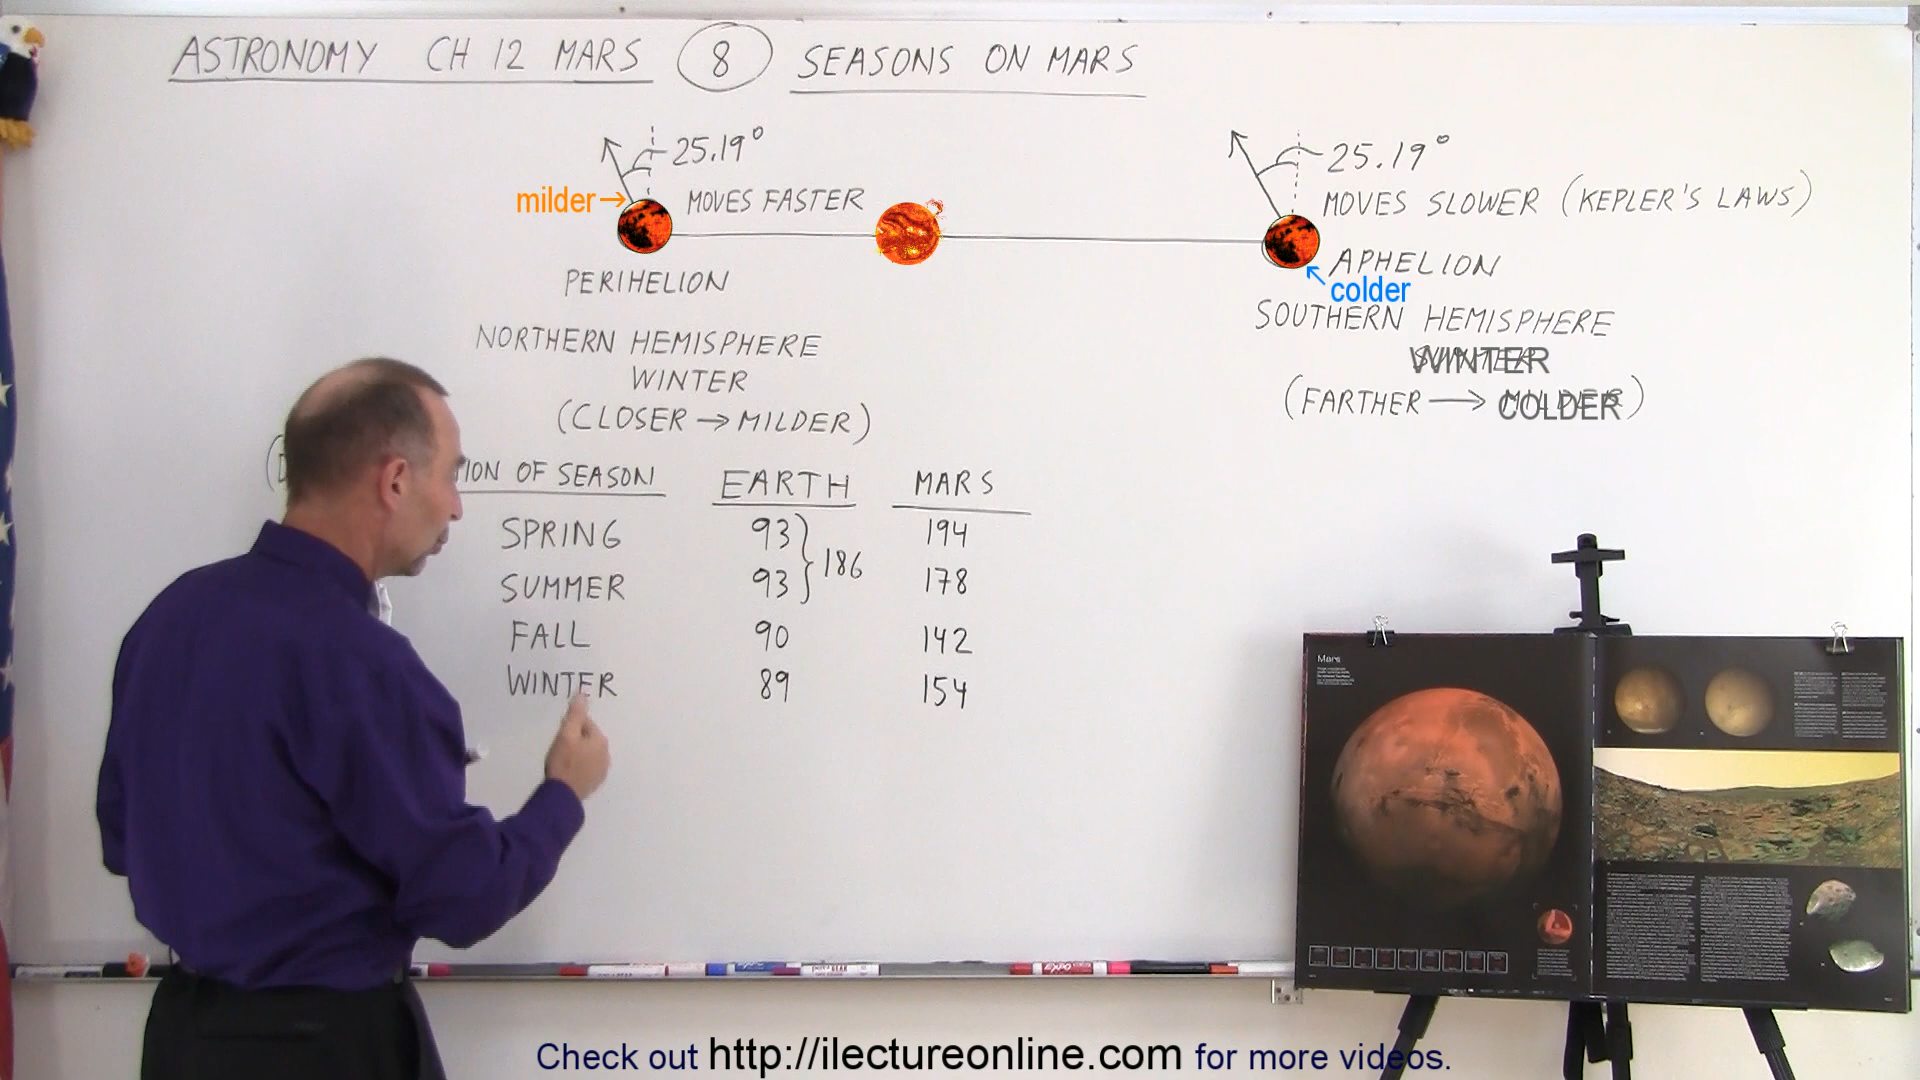 ASTRONOMY CH 12 MARS 8 SEASONS ON MARS
25.19°
25.19°
milder →
MOVES FASTER
MOVES SLOWER (KEPLER'S LAWS)
PERIHELION
APHELION
colder
NORTHERN HEMISPHERE
WINTER
(CLOSER → MILDER)
SOUTHERN HEMISPHERE
WINTER
(FARTHER → COLDER)
OF SEASON EARTH MARS
SPRING 93 194
186
SUMMER 93 178
FALL 90 142
WINTER 89 154
Mars
EXPO
Check out http://ilectureonline.com for more videos.